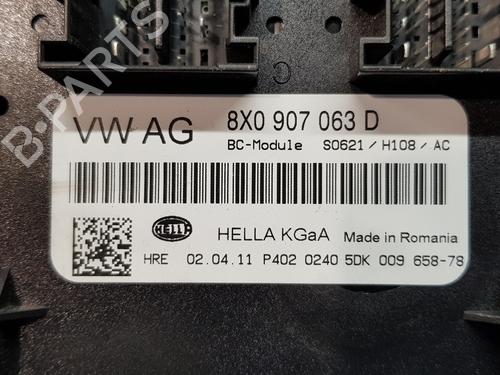 VW AG 8X0 907 063 D
BC-Module S0621 / H108 / AC
HELLA
HELLA KGaA Made in Romania
HRE 02.04.11 P402 0240 5DK 009 658-78
C
B-PARTS